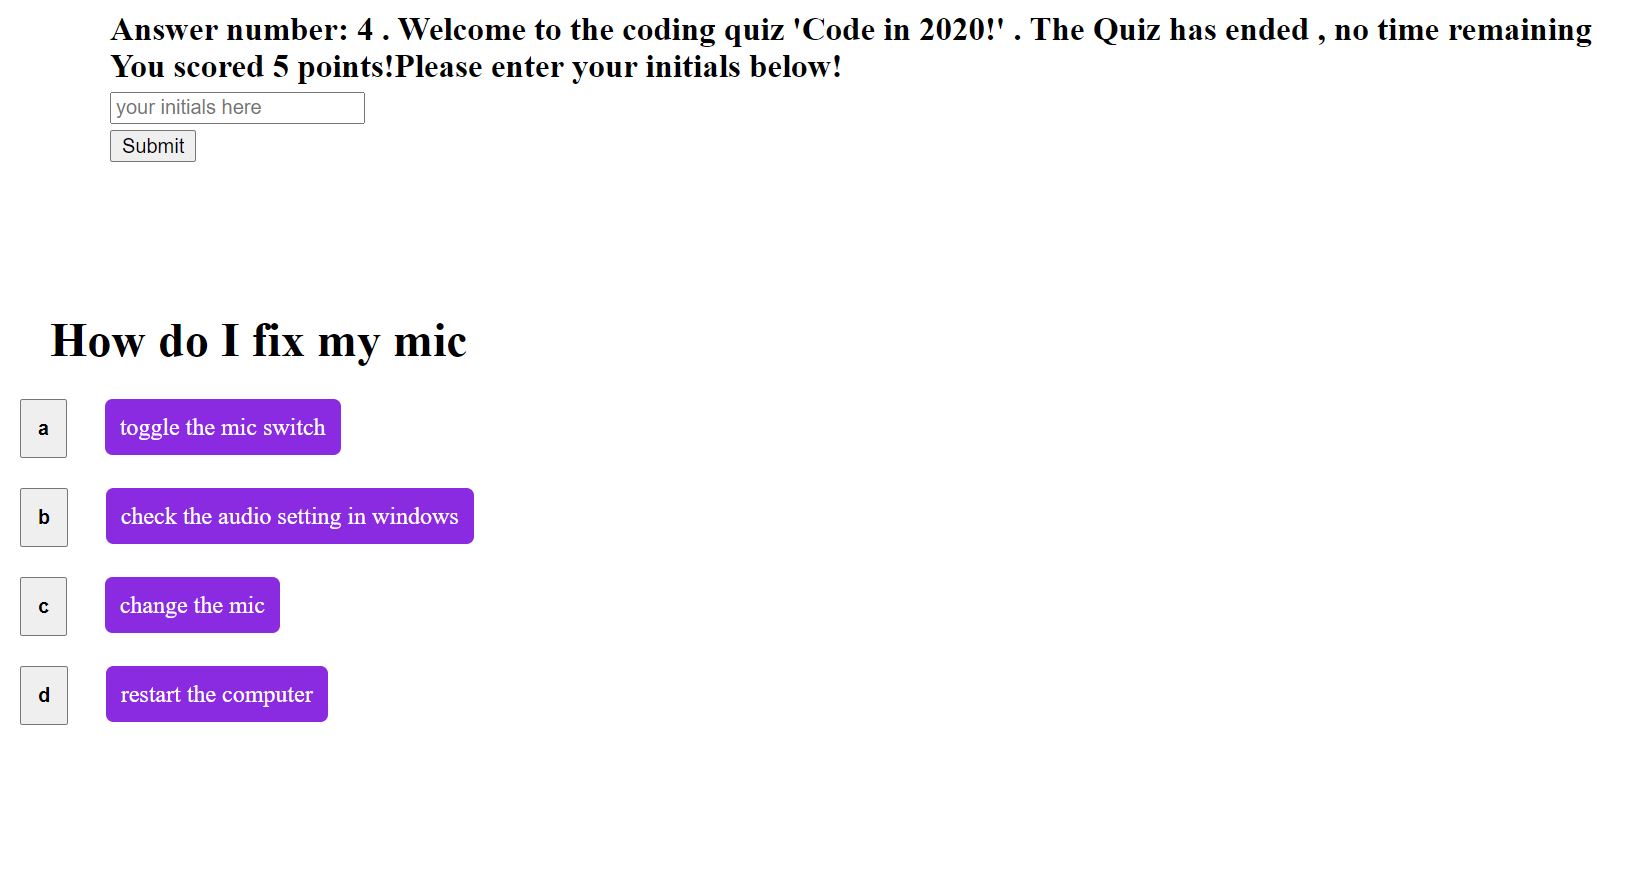 Answer number: 4 . Welcome to the coding quiz 'Code in 2020!' . The Quiz has ended , no time remaining
You scored 5 points!Please enter your initials below!
your initials here
Submit
How do I fix my mic
a toggle the mic switch
b check the audio setting in windows
c change the mic
d restart the computer